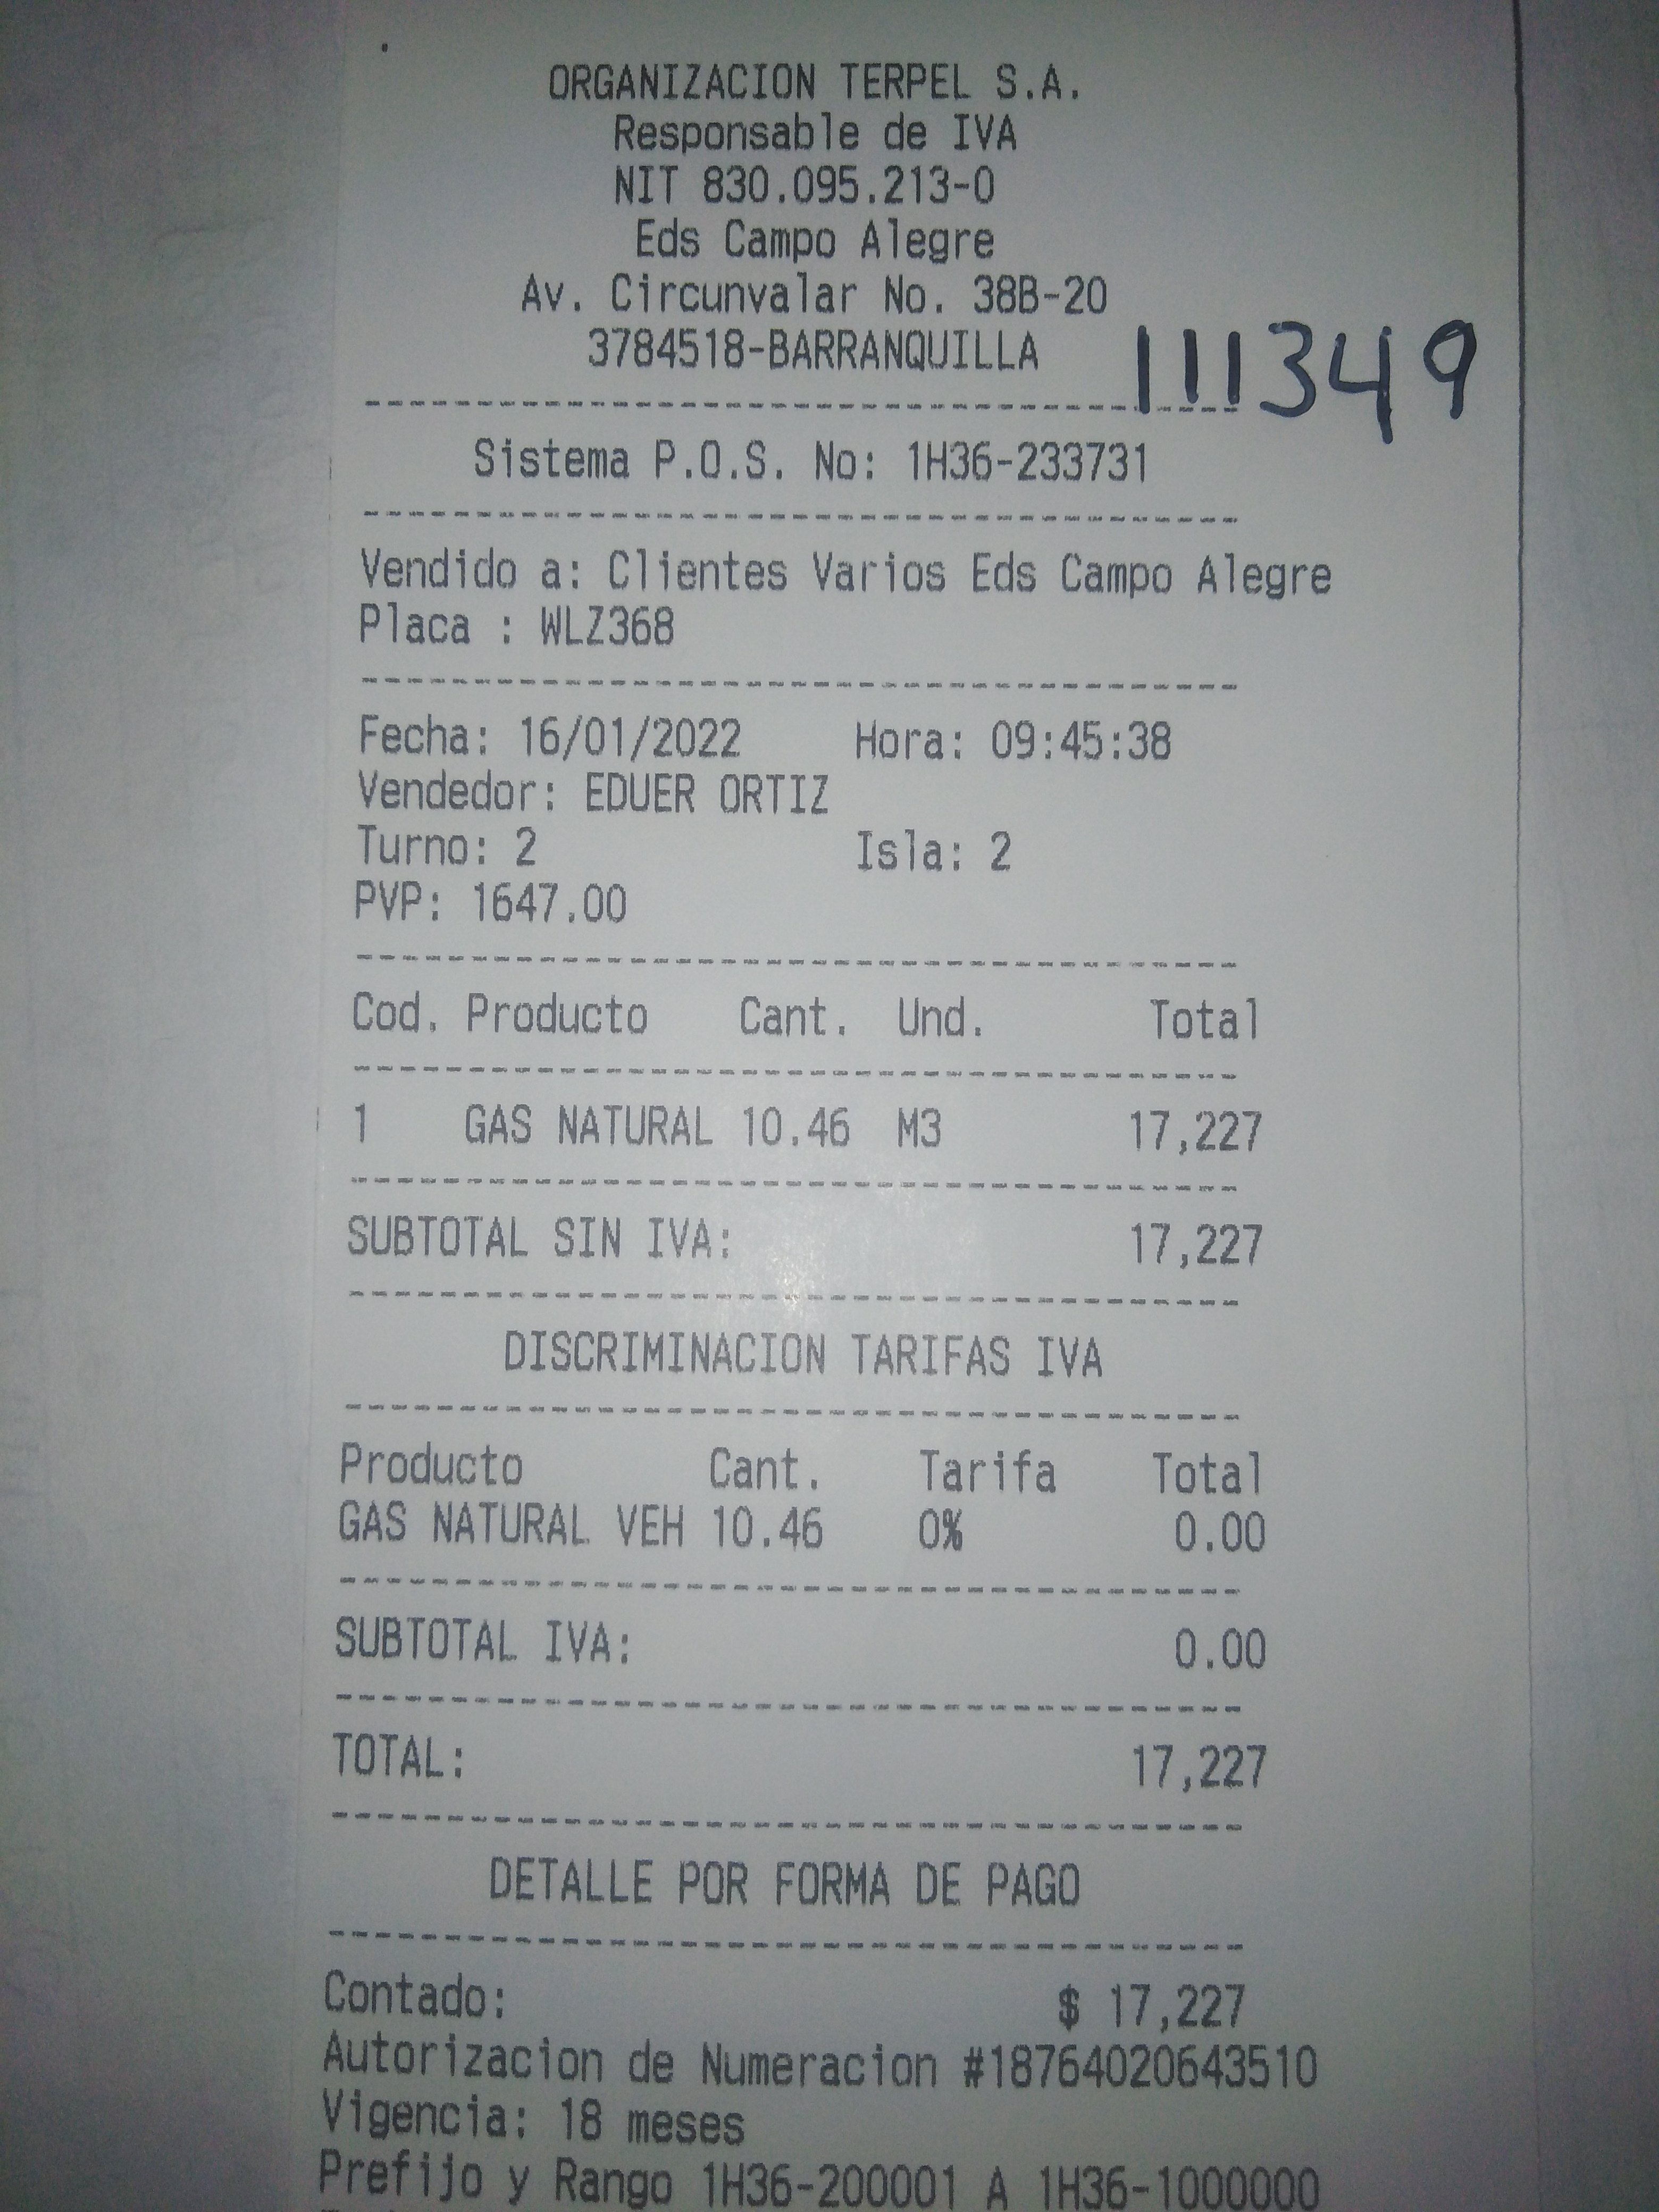 ORGANIZACION TERPEL S.A.
Responsable de IVA
NIT 830.095.213-0
Eds Campo Alegre
Av. Circunvalar No. 38B-20
3784518-BARRANQUILLA
111349
Sistema P.O.S. No: 1H36-233731
Vendido a: Clientes Varios Eds Campo Alegre
Placa : WLZ368
Fecha: 16/01/2022 Hora: 09:45:38
Vendedor: EDUER ORTIZ
Turno: 2 Isla: 2
PVP: 1647.00
Cod. Producto Cant. Und. Total
1 GAS NATURAL 10.46 M3 17,227
SUBTOTAL SIN IVA: 17,227
DISCRIMINACION TARIFAS IVA
Producto Cant. Tarifa Total
GAS NATURAL VEH 10.46 0% 0.00
SUBTOTAL IVA: 0.00
TOTAL: 17,227
DETALLE POR FORMA DE PAGO
Contado: $ 17,227
Autorizacion de Numeracion #18764020643510
Vigencia: 18 meses
Prefijo y Rango 1H36-200001 A 1H36-1000000